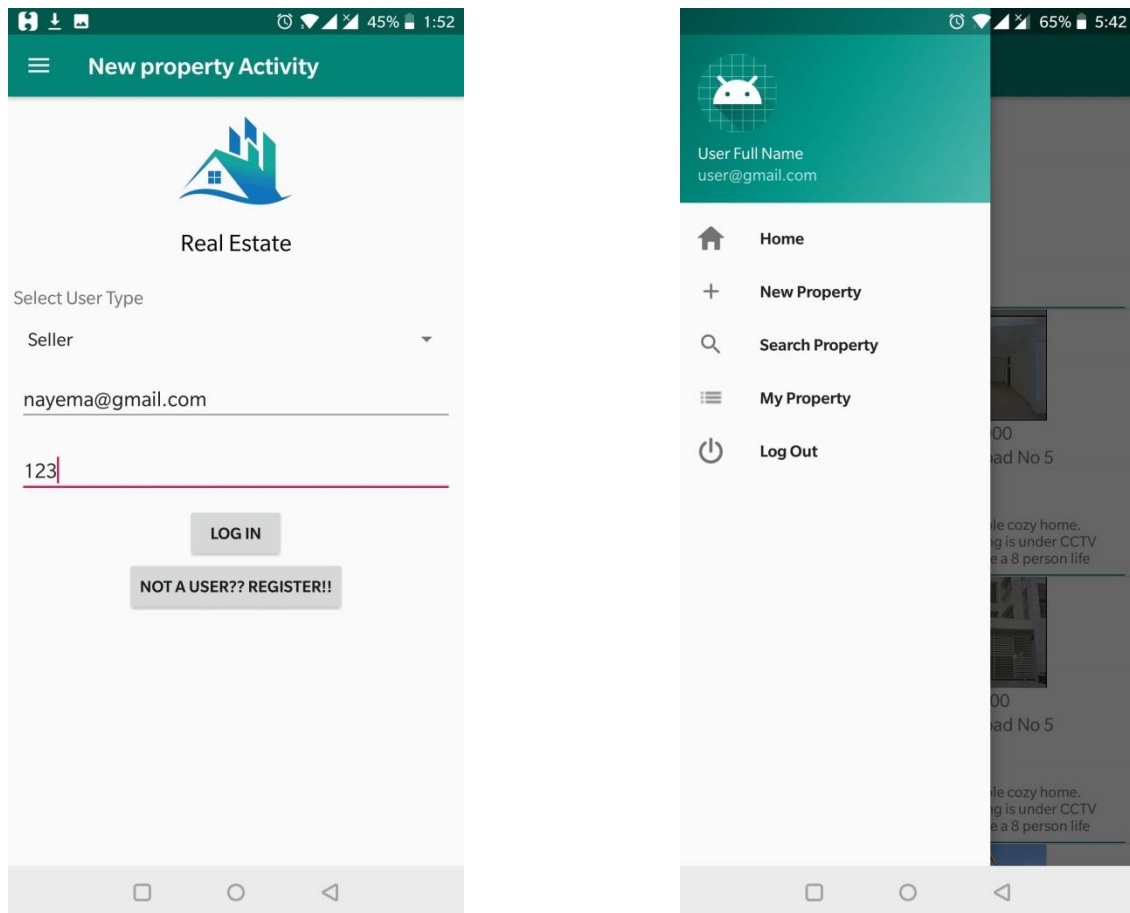 45% 1:52
New property Activity
Real Estate
Select User Type
Seller
nayema@gmail.com
123
LOG IN
NOT A USER?? REGISTER!!
65% 5:42
User Full Name
user@gmail.com
Home
New Property
Search Property
My Property
Log Out
00
ad No 5
le cozy home.
g is under CCTV
e a 8 person life
00
ad No 5
le cozy home.
g is under CCTV
e a 8 person life